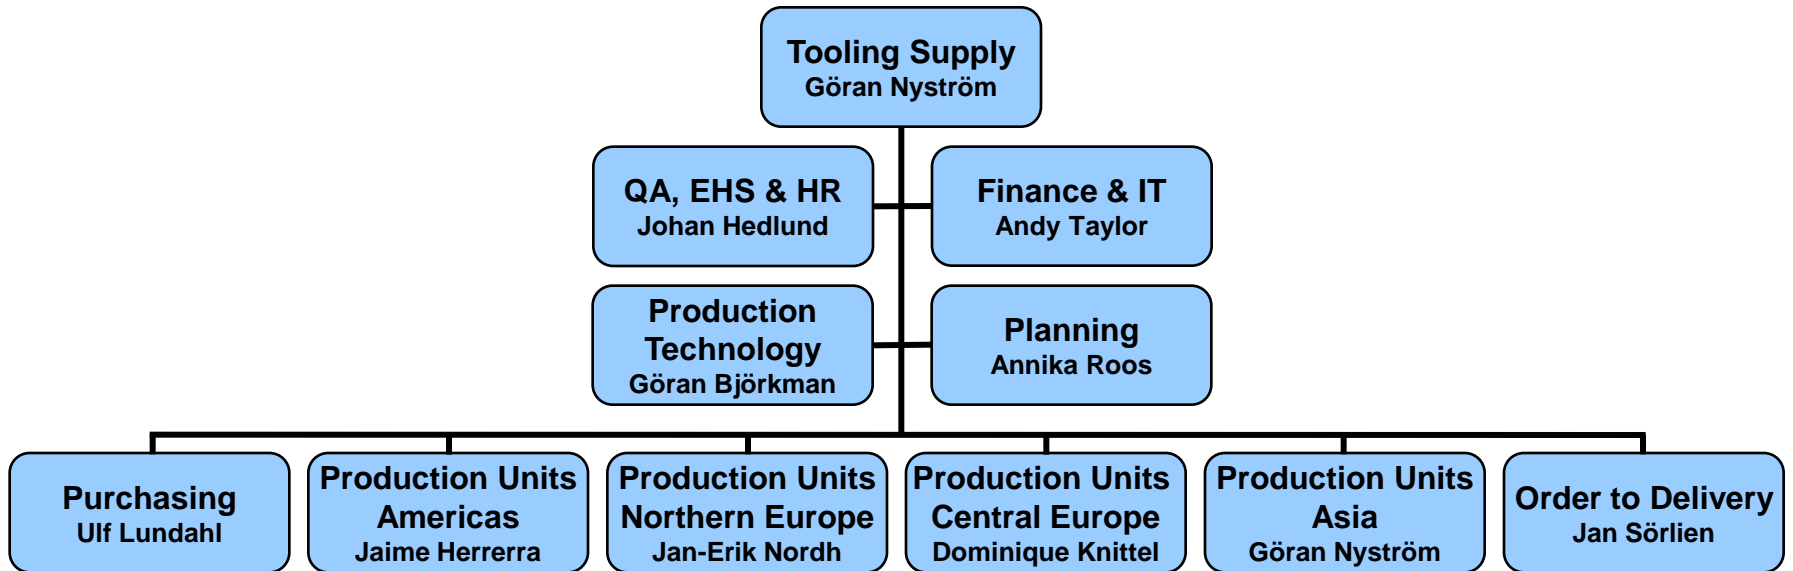 Tooling Supply
Göran Nyström
QA, EHS & HR
Johan Hedlund
Finance & IT
Andy Taylor
Production
Technology
Göran Björkman
Planning
Annika Roos
Purchasing
Ulf Lundahl
Production Units
Americas
Jaime Herrerra
Production Units
Northern Europe
Jan-Erik Nordh
Production Units
Central Europe
Dominique Knittel
Production Units
Asia
Göran Nyström
Order to Delivery
Jan Sörlien